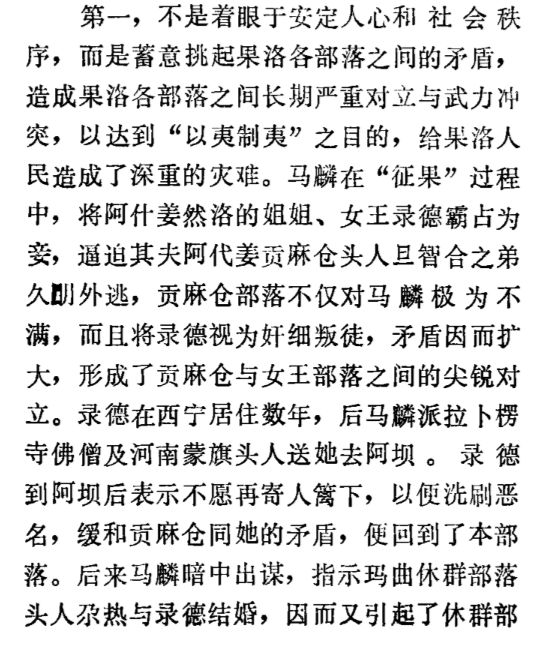 第一，不是着眼于安定人心和社会秩
序，而是蓄意挑起果洛各部落之间的矛盾，
造成果洛各部落之间长期严重对立与武力冲
突，以达到“以夷制夷”之目的，给果洛人
民造成了深重的灾难。马麟在“征果”过程
中，将阿什姜然洛的姐姐、女王录德霸占为
妾，逼迫其夫阿代姜贡麻仓头人旦智合之弟
久明外逃，贡麻仓部落不仅对马麟极为不
满，而且将录德视为奸细叛徒，矛盾因而扩
大，形成了贡麻仓与女王部落之间的尖锐对
立。录德在西宁居住数年，后马麟派拉卜楞
寺佛僧及河南蒙旗头人送她去阿坝。录德
到阿坝后表示不愿再寄人篱下，以便洗刷恶
名，缓和贡麻仓同她的矛盾，便回到了本部
落。后来马麟暗中出谋，指示玛曲休群部落
头人尕热与录德结婚，因而又引起了休群部